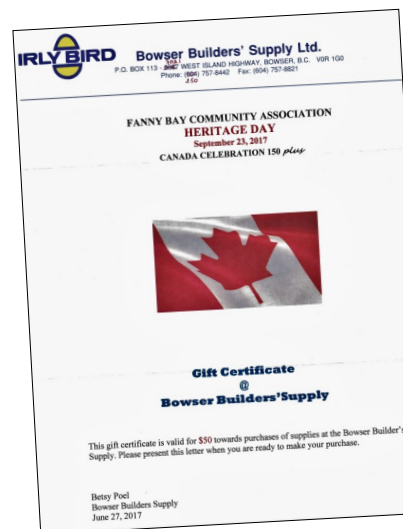 IRLY BIRD
Bowser Builders' Supply Ltd.
P.O. BOX 113 - WEST ISLAND HIGHWAY, BOWSER, B.C. V0R 1G0
Phone: (604) 757-8442 Fax: (604) 757-8821
250
FANNY BAY COMMUNITY ASSOCIATION
HERITAGE DAY
September 23, 2017
CANADA CELEBRATION 150 plus
Gift Certificate
@
Bowser Builders'Supply
This gift certificate is valid for $50 towards purchases of supplies at the Bowser Builder's
Supply. Please present this letter when you are ready to make your purchase.
Betsy Poel
Bowser Builders Supply
June 27, 2017